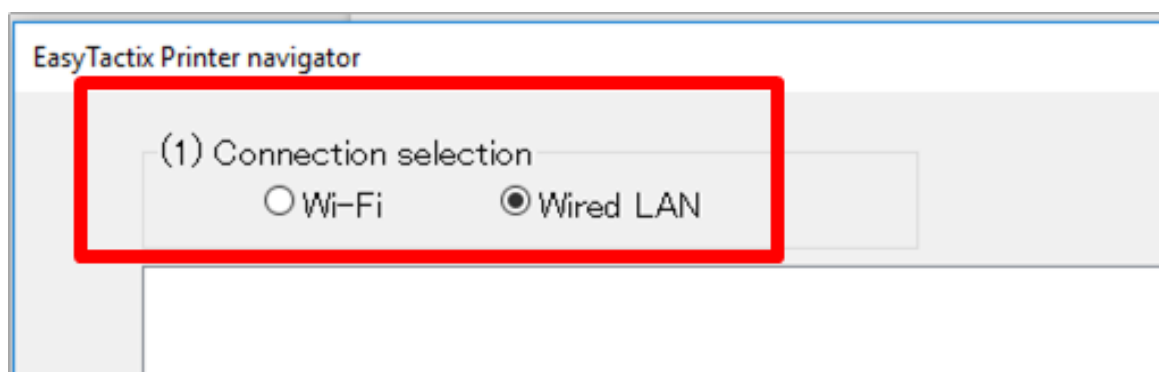 EasyTactix Printer navigator
(1) Connection selection
Wi-Fi Wired LAN